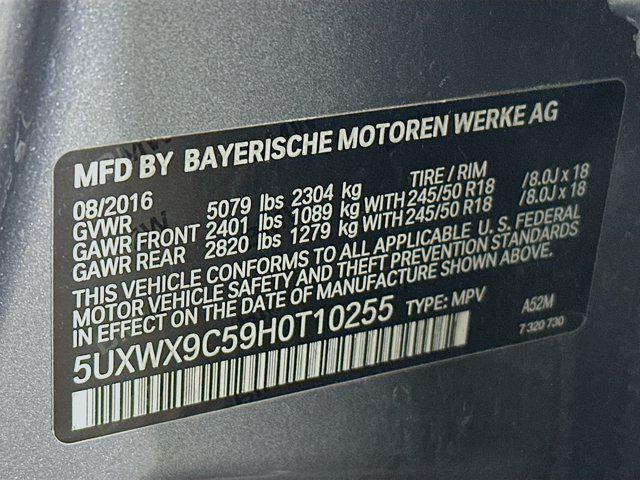 MFD BY BAYERISCHE MOTOREN WERKE AG
08/2016 TIRE / RIM
GVWR 5079 lbs 2304 kg
GAWR FRONT 2401 lbs 1089 kg WITH 245/50 R18 /8.0J x 18
GAWR REAR 2820 lbs 1279 kg WITH 245/50 R18 /8.0J x 18
THIS VEHICLE CONFORMS TO ALL APPLICABLE U. S. FEDERAL
MOTOR VEHICLE SAFETY AND THEFT PREVENTION STANDARDS
IN EFFECT ON THE DATE OF MANUFACTURE SHOWN ABOVE.
5UXWX9C59H0T10255 TYPE: MPV A52M
7 320 730